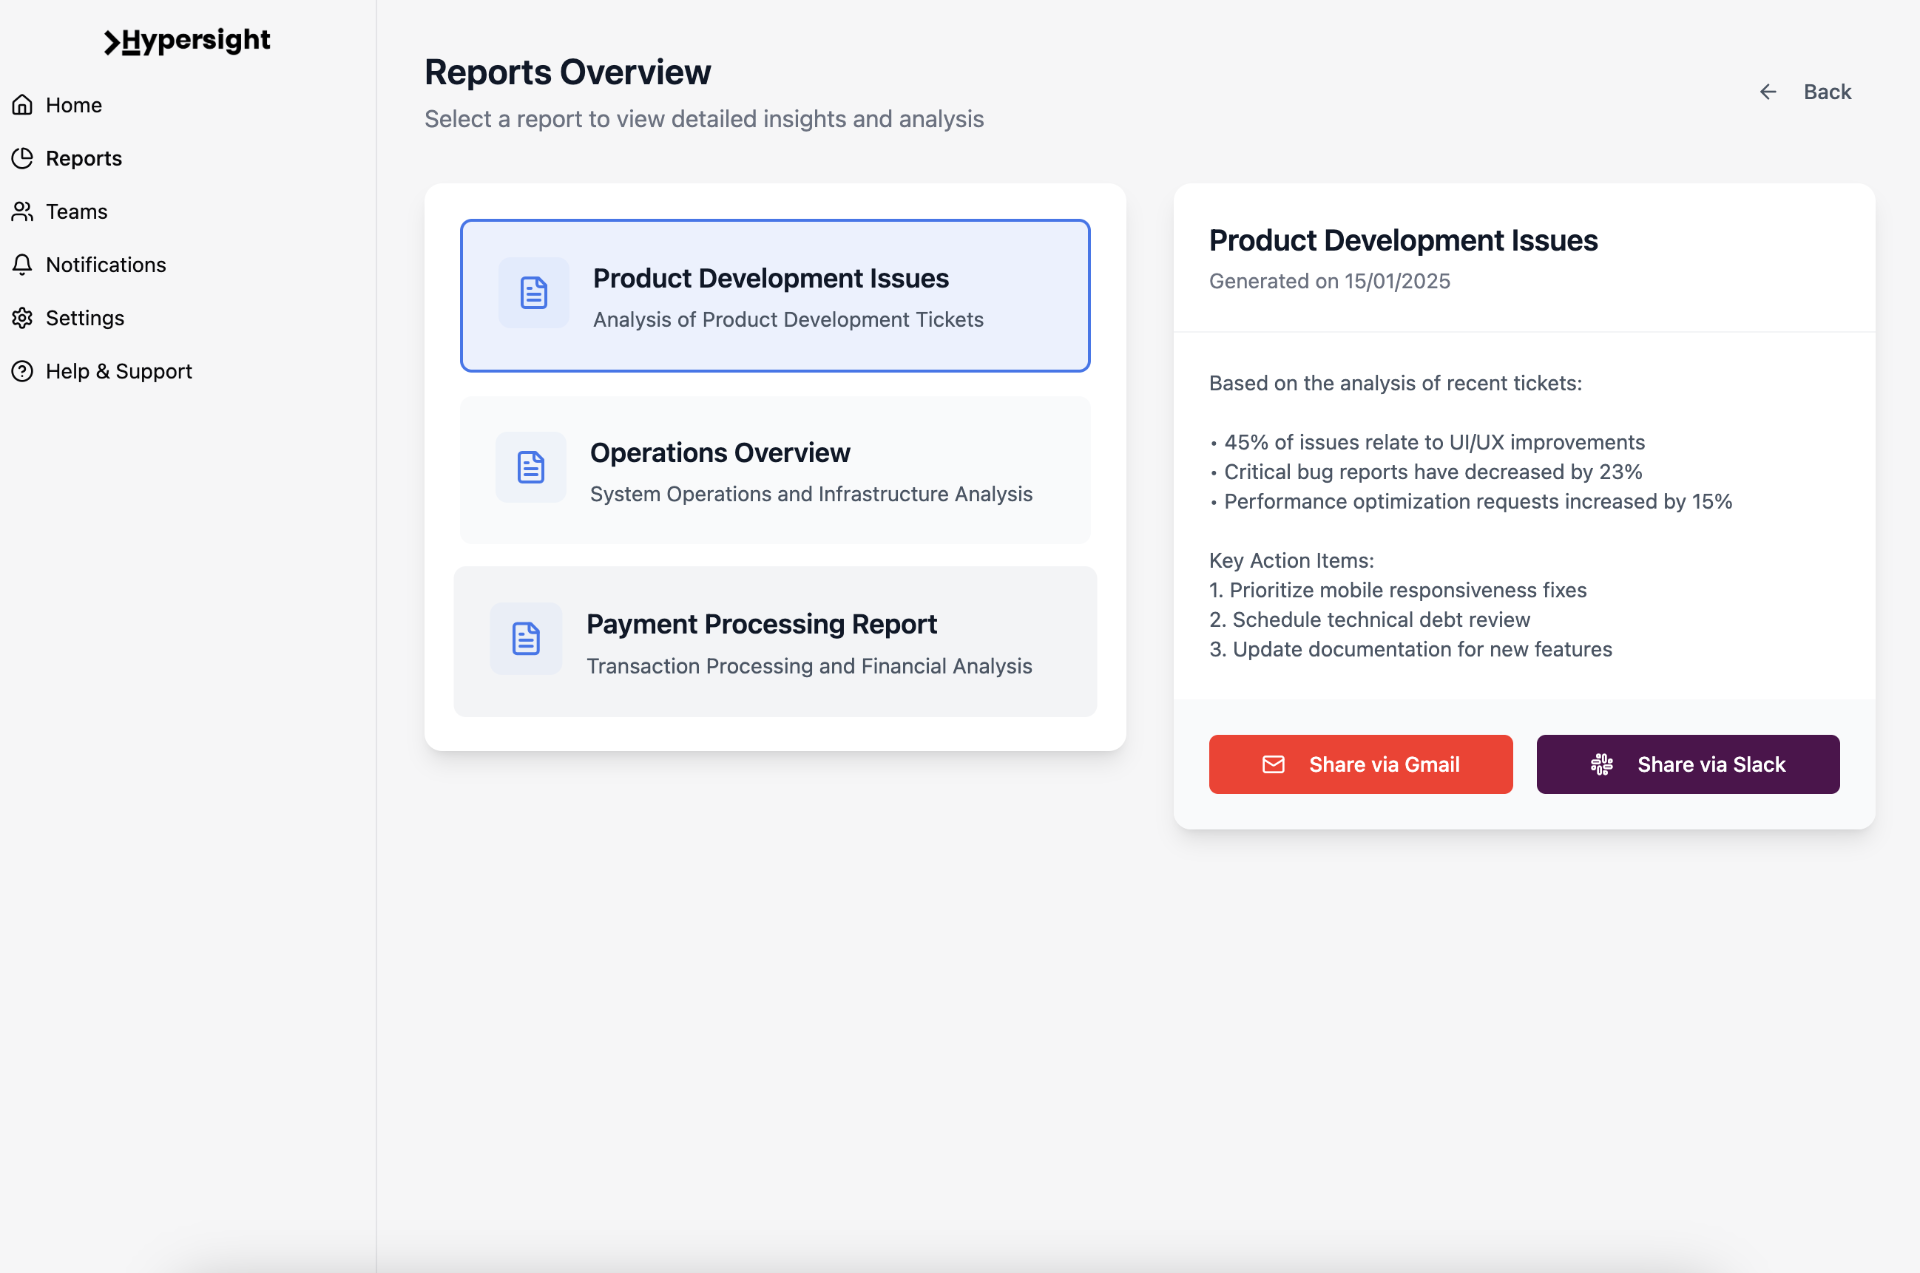 Hypersight
Home
Reports
Teams
Notifications
Settings
Help & Support
Reports Overview
Select a report to view detailed insights and analysis
Back
Product Development Issues
Analysis of Product Development Tickets
Operations Overview
System Operations and Infrastructure Analysis
Payment Processing Report
Transaction Processing and Financial Analysis
Product Development Issues
Generated on 15/01/2025
Based on the analysis of recent tickets:
• 45% of issues relate to UI/UX improvements
• Critical bug reports have decreased by 23%
• Performance optimization requests increased by 15%
Key Action Items:
1. Prioritize mobile responsiveness fixes
2. Schedule technical debt review
3. Update documentation for new features
Share via Gmail
Share via Slack